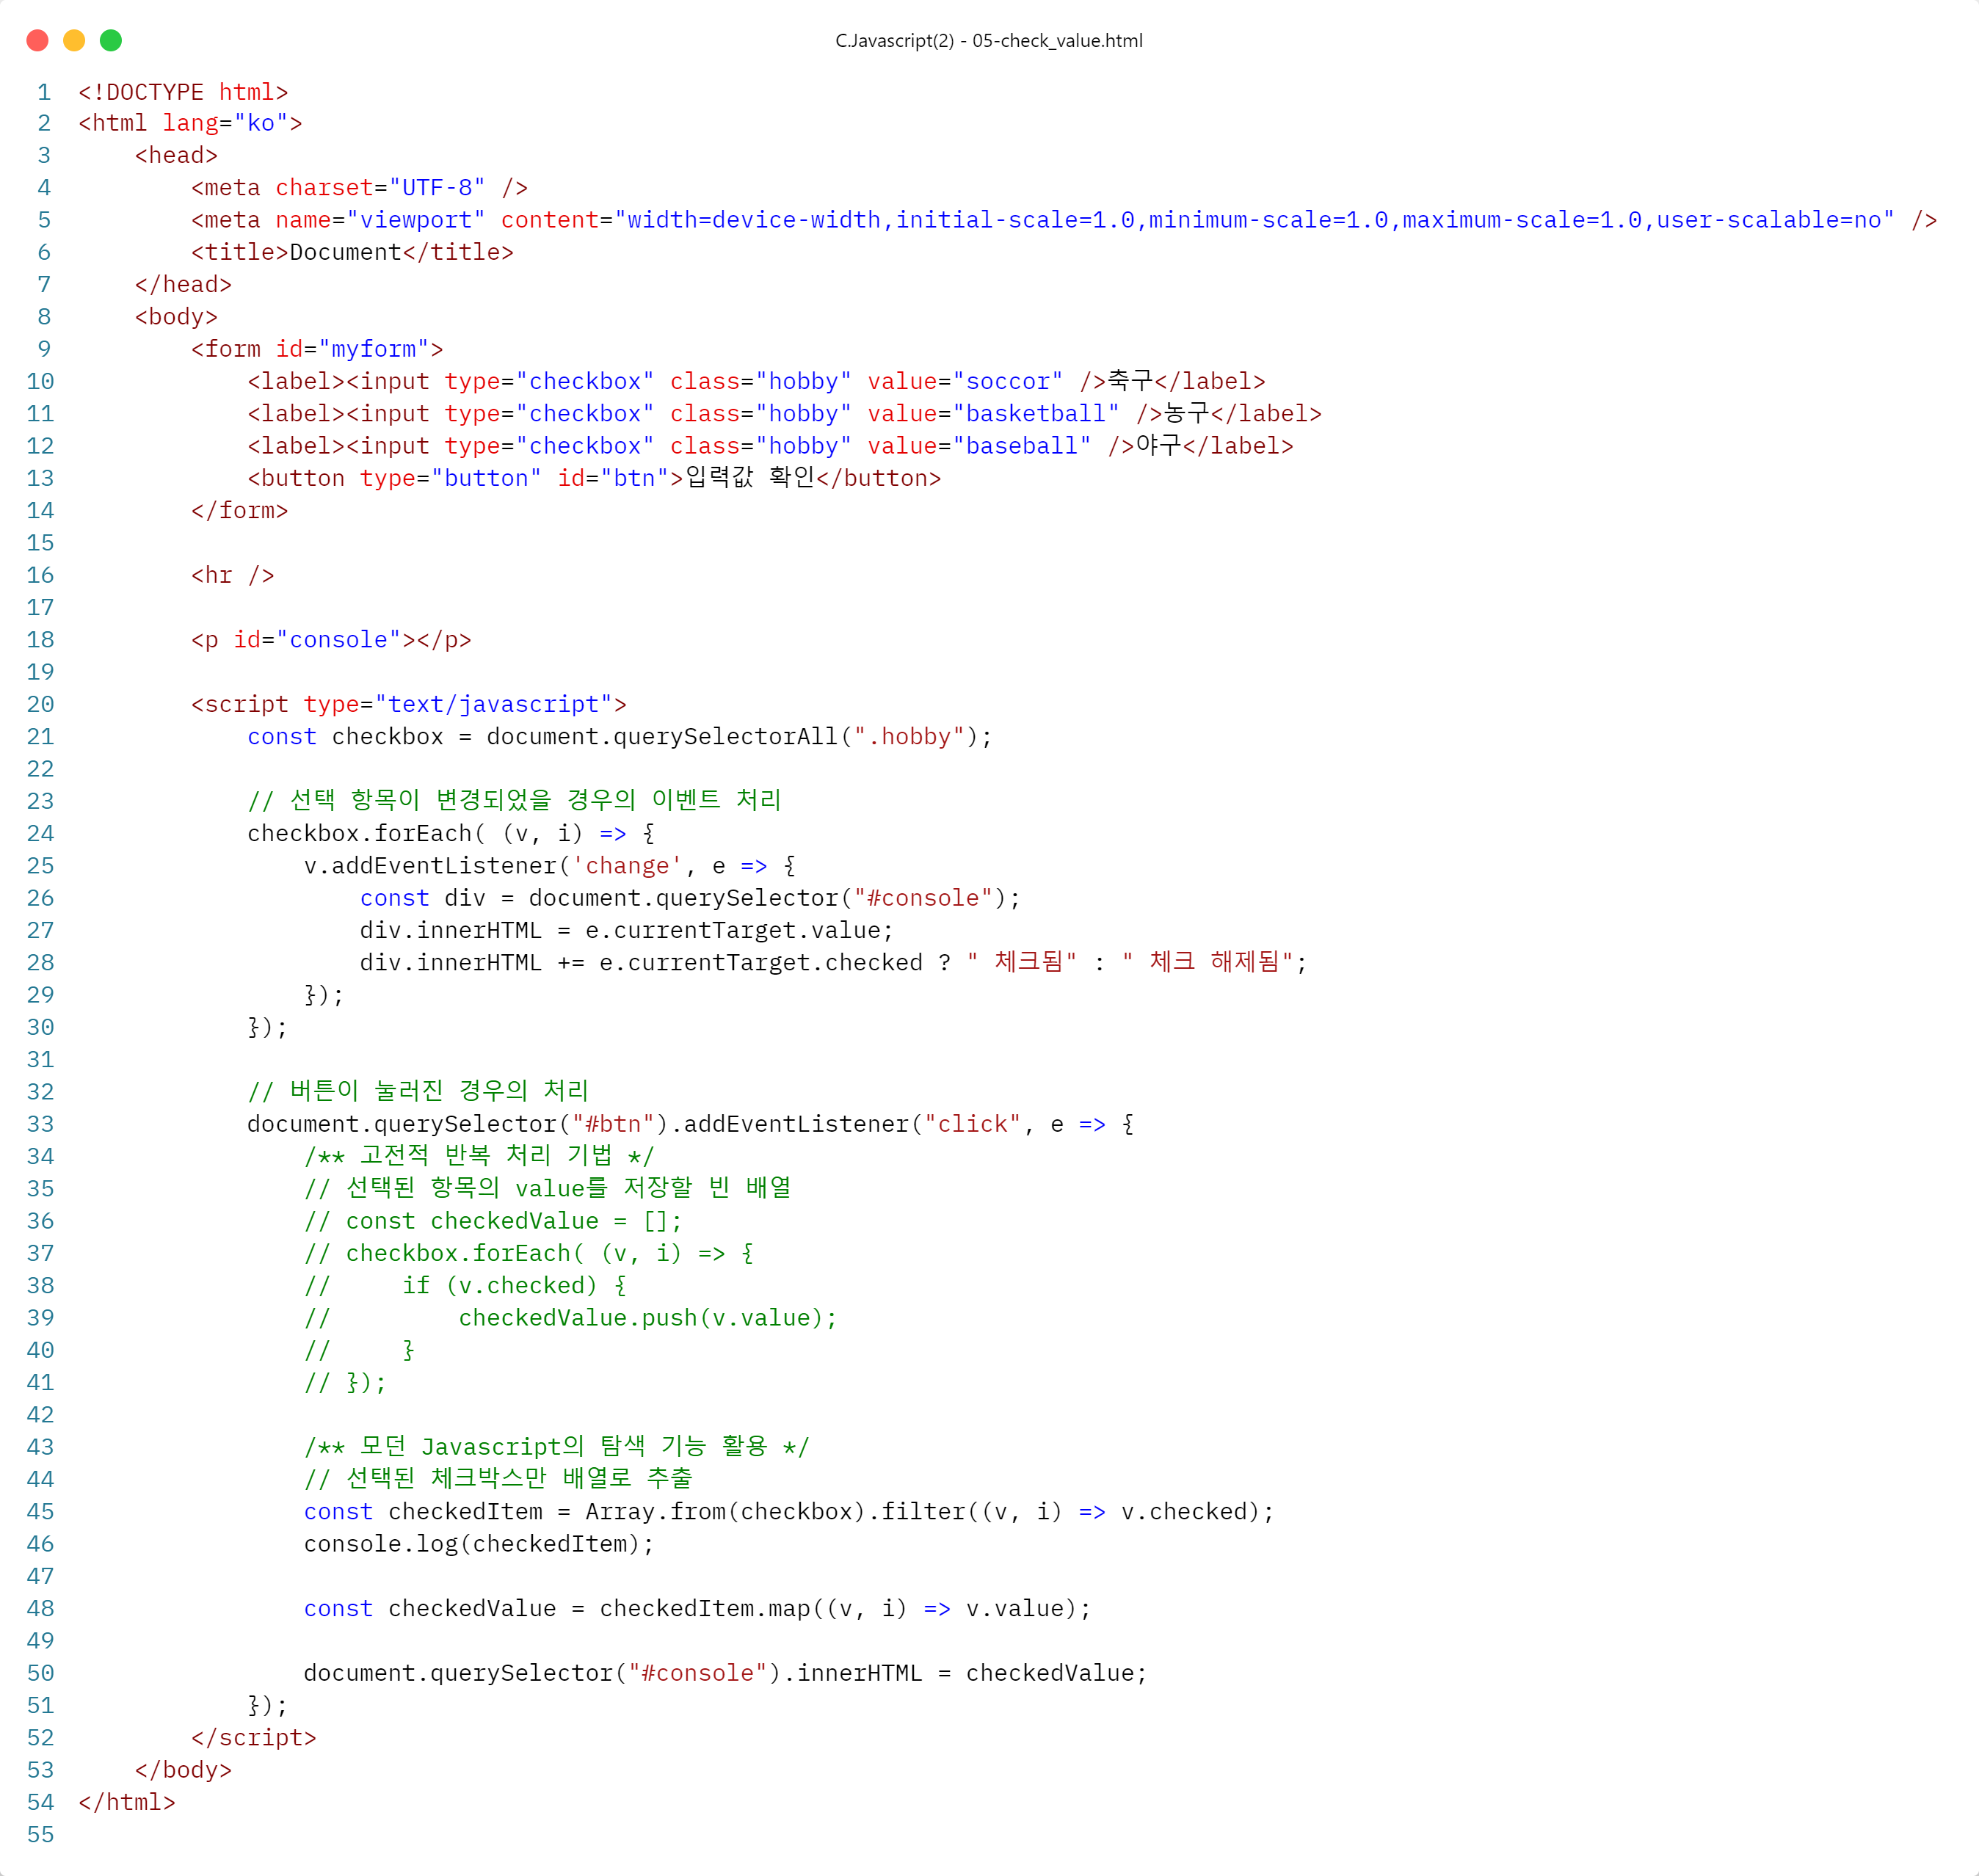 C.Javascript(2) - 05-check_value.html
1 <!DOCTYPE html>
2 <html lang="ko">
3     <head>
4         <meta charset="UTF-8" />
5         <meta name="viewport" content="width=device-width,initial-scale=1.0,minimum-scale=1.0,maximum-scale=1.0,user-scalable=no" />
6         <title>Document</title>
7     </head>
8     <body>
9         <form id="myform">
10             <label><input type="checkbox" class="hobby" value="soccor" />축구</label>
11             <label><input type="checkbox" class="hobby" value="basketball" />농구</label>
12             <label><input type="checkbox" class="hobby" value="baseball" />야구</label>
13             <button type="button" id="btn">입력값 확인</button>
14         </form>
15
16         <hr />
17
18         <p id="console"></p>
19
20         <script type="text/javascript">
21             const checkbox = document.querySelectorAll(".hobby");
22
23             // 선택 항목이 변경되었을 경우의 이벤트 처리
24             checkbox.forEach( (v, i) => {
25                 v.addEventListener('change', e => {
26                     const div = document.querySelector("#console");
27                     div.innerHTML = e.currentTarget.value;
28                     div.innerHTML += e.currentTarget.checked ? " 체크됨" : " 체크 해제됨";
29                 });
30             });
31
32             // 버튼이 눌러진 경우의 처리
33             document.querySelector("#btn").addEventListener("click", e => {
34                 /** 고전적 반복 처리 기법 */
35                 // 선택된 항목의 value를 저장할 빈 배열
36                 // const checkedValue = [];
37                 // checkbox.forEach( (v, i) => {
38                 //     if (v.checked) {
39                 //         checkedValue.push(v.value);
40                 //     }
41                 // });
42
43                 /** 모던 Javascript의 탐색 기능 활용 */
44                 // 선택된 체크박스만 배열로 추출
45                 const checkedItem = Array.from(checkbox).filter((v, i) => v.checked);
46                 console.log(checkedItem);
47
48                 const checkedValue = checkedItem.map((v, i) => v.value);
49
50                 document.querySelector("#console").innerHTML = checkedValue;
51             });
52         </script>
53     </body>
54 </html>
55